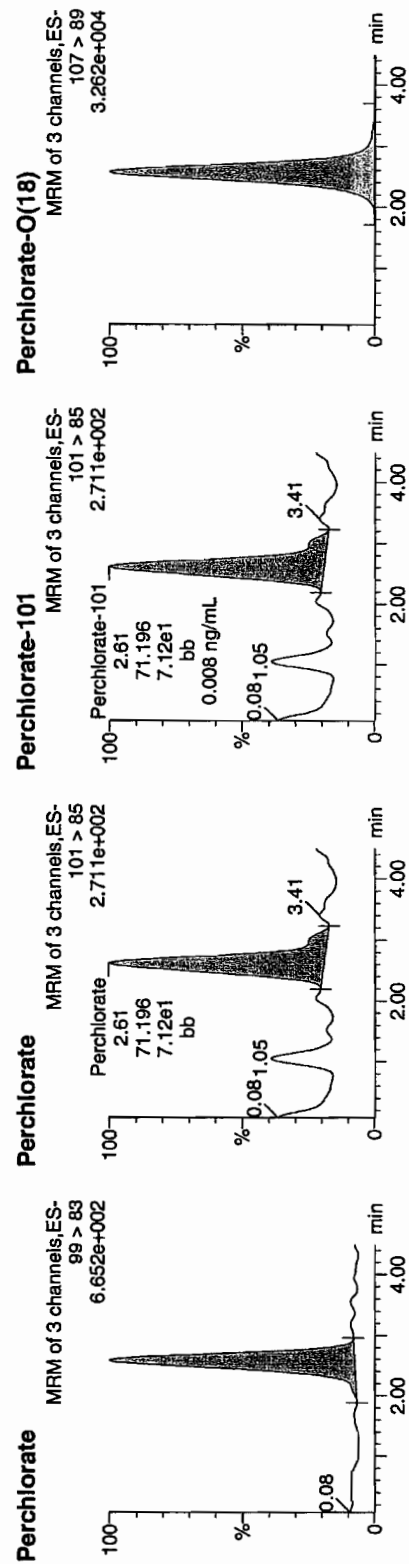 Perchlorate
MRM of 3 channels,ES-
99 > 83
6.652e+002
100
%
0
0.08
2.00
4.00
min
Perchlorate
MRM of 3 channels,ES-
101 > 85
2.711e+002
100
%
0
Perchlorate
2.61
71.196
7.12e1
bb
0.08
1.05
3.41
2.00
4.00
min
Perchlorate-101
MRM of 3 channels,ES-
101 > 85
2.711e+002
100
%
0
Perchlorate-101
2.61
71.196
7.12e1
bb
0.008 ng/mL
0.08
1.05
3.41
2.00
4.00
min
Perchlorate-O(18)
MRM of 3 channels,ES-
107 > 89
3.262e+004
100
%
0
2.00
4.00
min